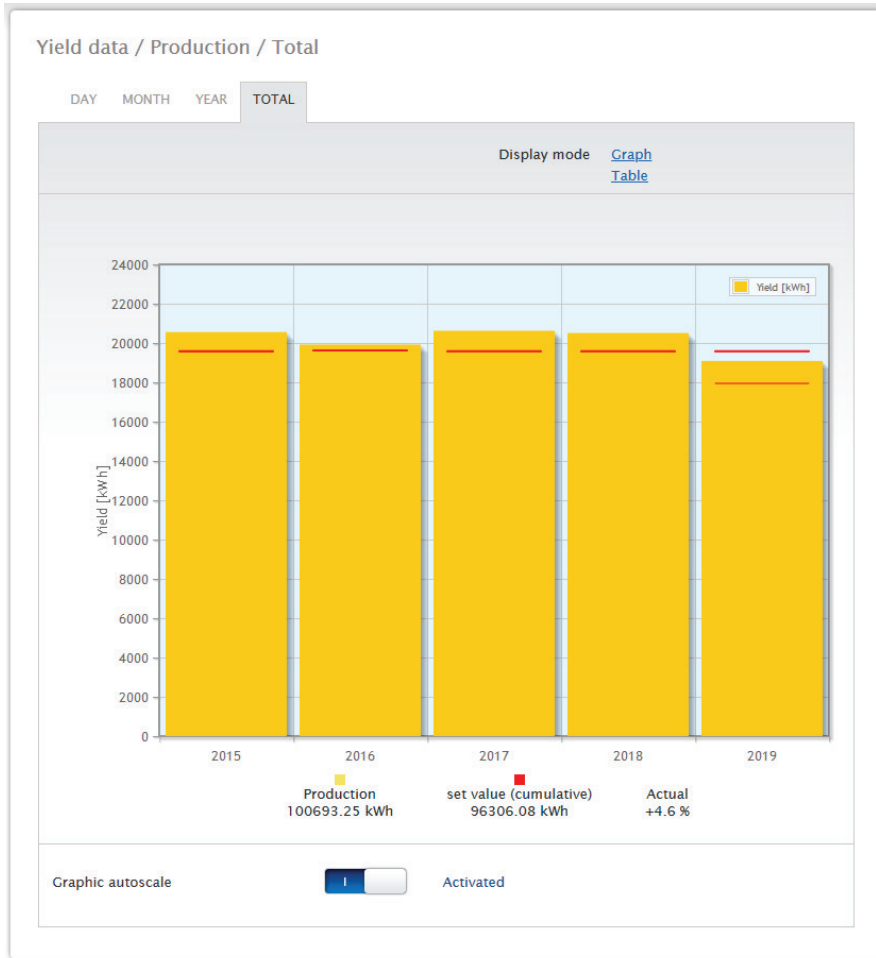 Yield data / Production / Total
DAY MONTH YEAR TOTAL
Display mode Graph
Table
24000
Yield [kWh]
22000
20000
18000
16000
14000
12000
10000
8000
6000
4000
2000
0
Yield [kWh]
2015 2016 2017 2018 2019
Production set value (cumulative) Actual
100693.25 kWh 96306.08 kWh +4.6 %
Graphic autoscale I Activated